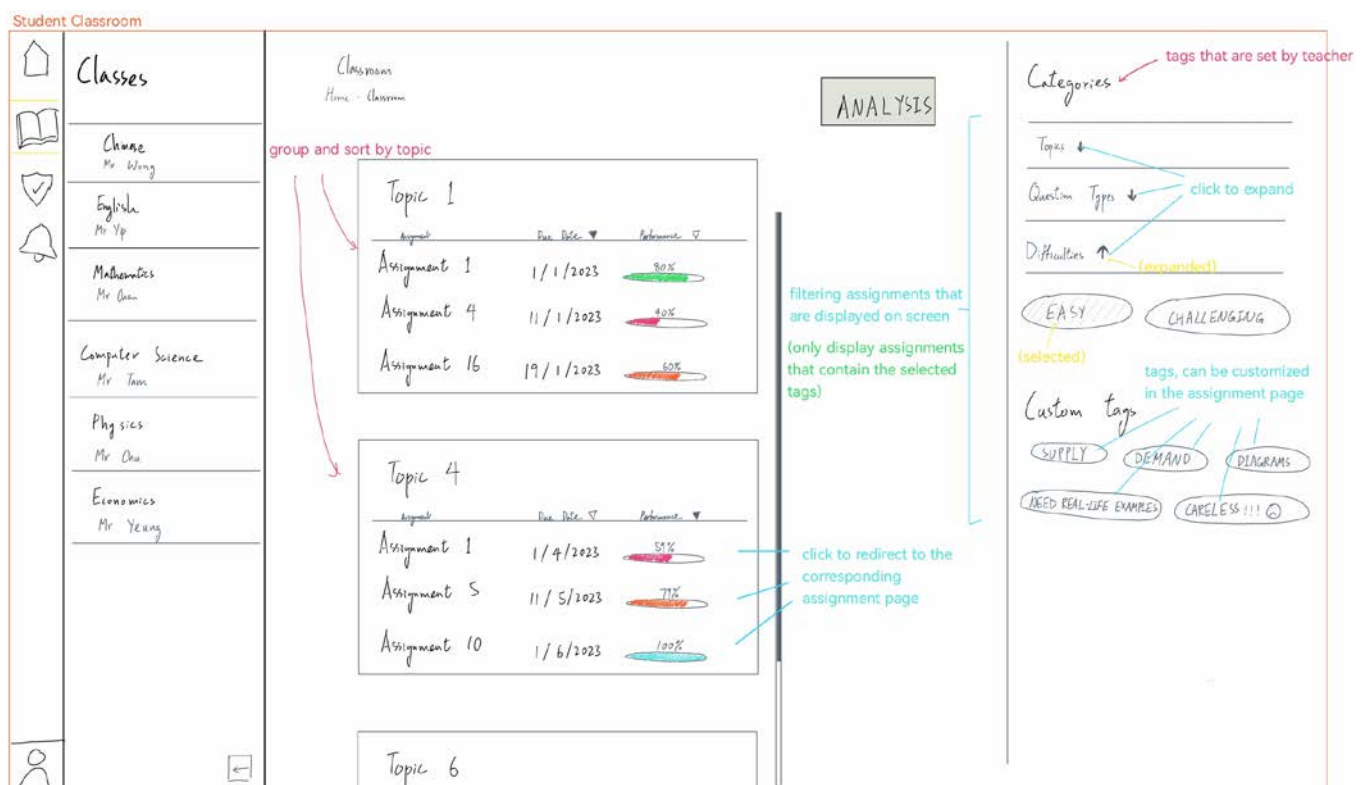 Student Classroom
Classes
Chinese
Mr Wong
English
Mr Yip
Mathematics
Mr Chan
Computer Science
Mr Tam
Physics
Mr Chu
Economics
Mr Yeung
Classroom
Home - Classroom
ANALYSIS
group and sort by topic
Topic 1
Assignment Due Date ▼ Performance ▽
Assignment 1 1/1/2023 80%
Assignment 4 11/1/2023 40%
Assignment 16 19/1/2023 60%
Topic 4
Assignment Due Date ▽ Performance ▼
Assignment 1 1/4/2023 59%
Assignment 5 11/5/2023 79%
Assignment 10 1/6/2023 100%
Topic 6
filtering assignments that
are displayed on screen
(only display assignments
that contain the selected
tags)
click to redirect to the
corresponding
assignment page
tags that are set by teacher
Categories
Topics ↓
Question Types ↓
click to expand
Difficulties ↑
(expanded)
EASY
CHALLENGING
(selected)
tags, can be customized
in the assignment page
Custom tags
SUPPLY
DEMAND
DIAGRAMS
NEED REAL-LIFE EXAMPLES
CARELESS !!! ☹